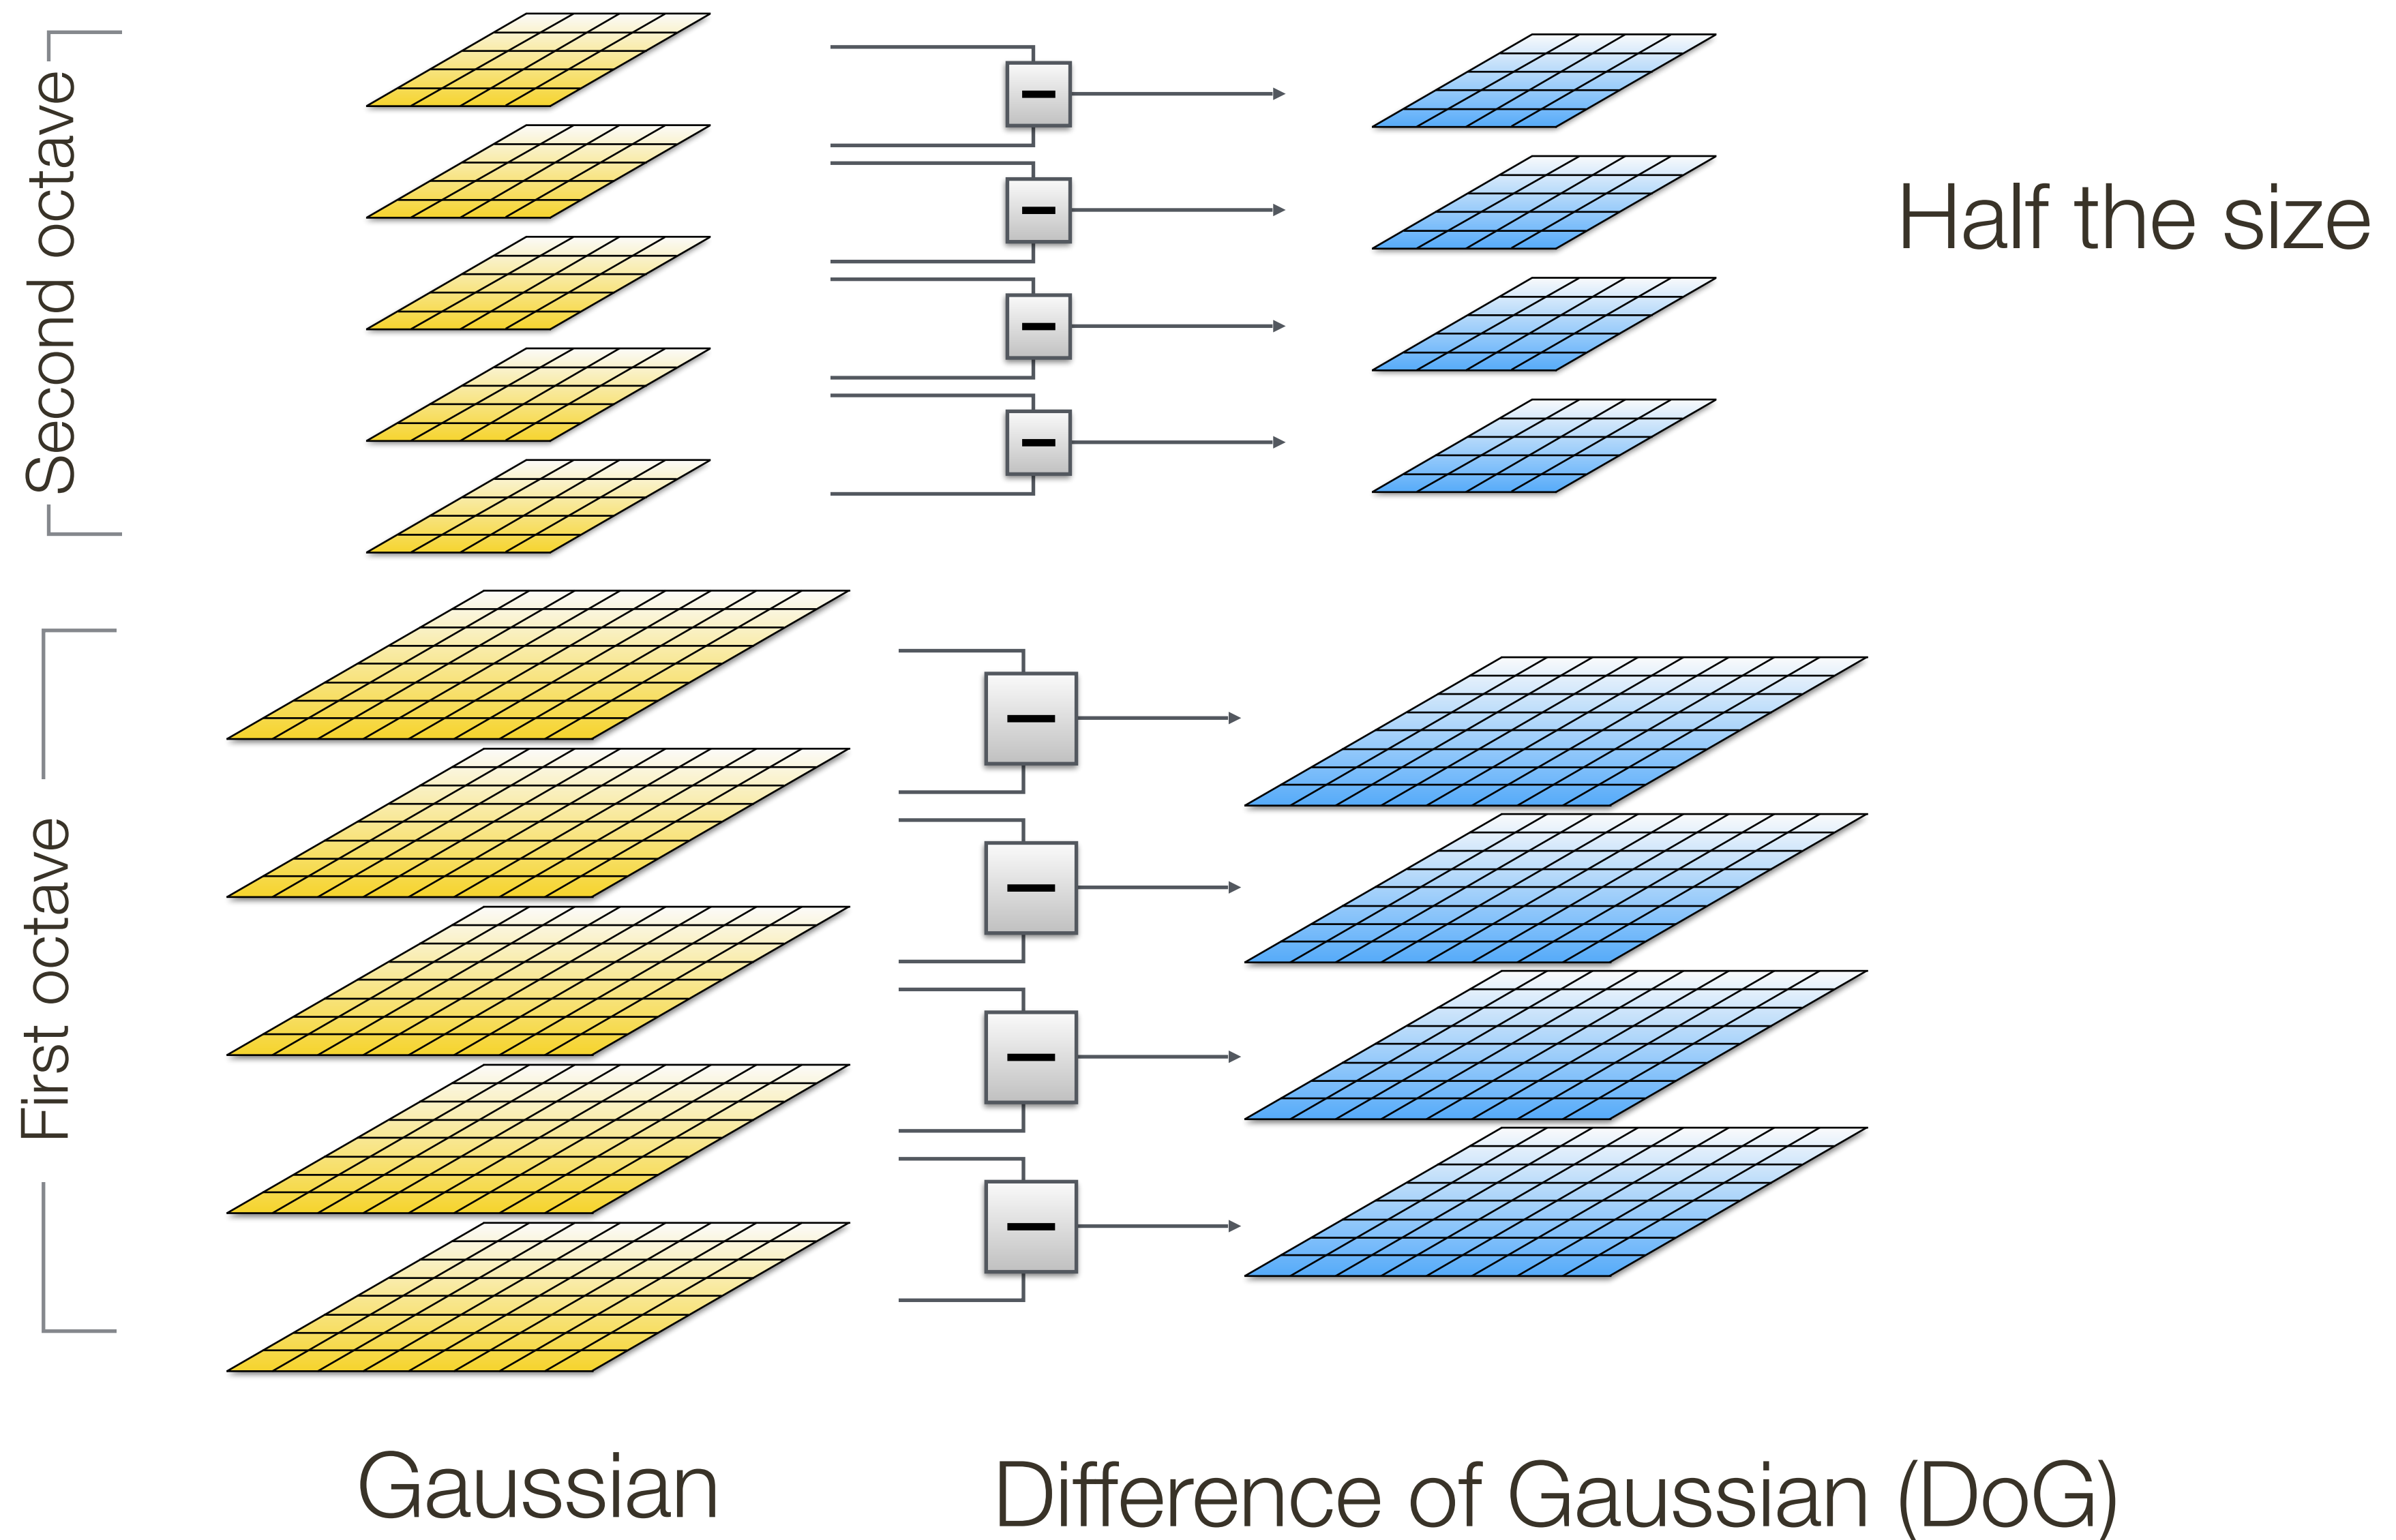 Second octave
Half the size
First octave
Gaussian
Difference of Gaussian (DoG)